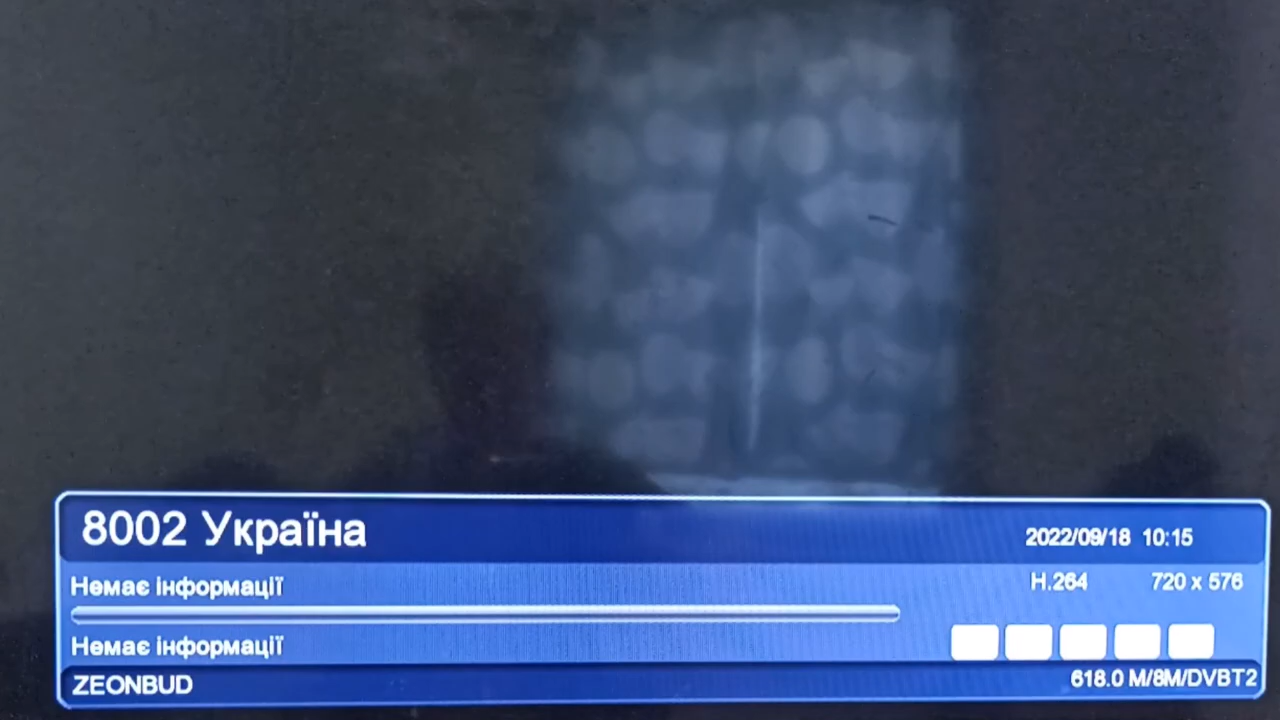 8002 Україна
2022/09/18 10:15
Немає інформації
H.264 720 x 576
Немає інформації
ZEONBUD
618.0 M/8M/DVBT2